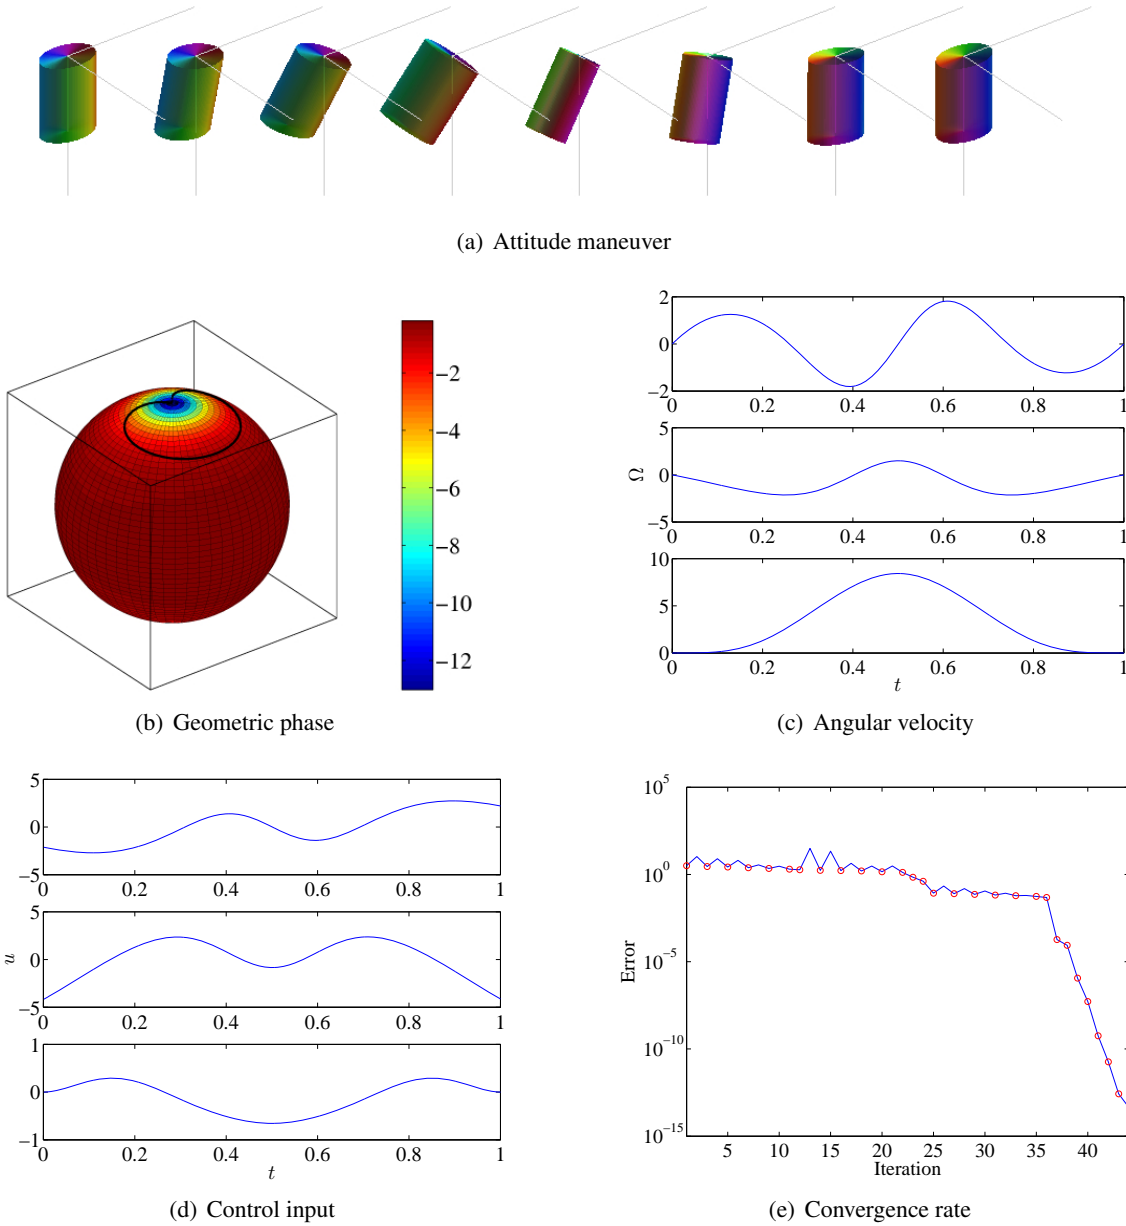 (a) Attitude maneuver
−2
−4
−6
−8
−10
−12
(b) Geometric phase
2
0
−2
0 0.2 0.4 0.6 0.8 1
5
0
−5
Ω
0 0.2 0.4 0.6 0.8 1
10
5
0
0 0.2 0.4 0.6 0.8 1
t
(c) Angular velocity
5
0
−5
0 0.2 0.4 0.6 0.8 1
5
0
−5
u
0 0.2 0.4 0.6 0.8 1
1
0
−1
0 0.2 0.4 0.6 0.8 1
t
(d) Control input
10^5
10^0
10^−5
10^−10
10^−15
Error
5 10 15 20 25 30 35 40
Iteration
(e) Convergence rate